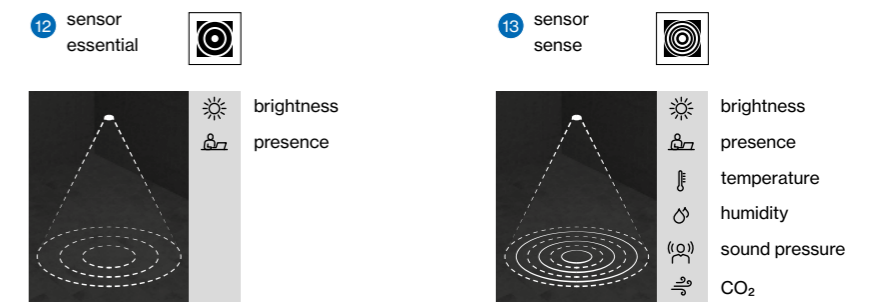 12
sensor
essential
brightness
presence
13
sensor
sense
brightness
presence
temperature
humidity
sound pressure
CO₂